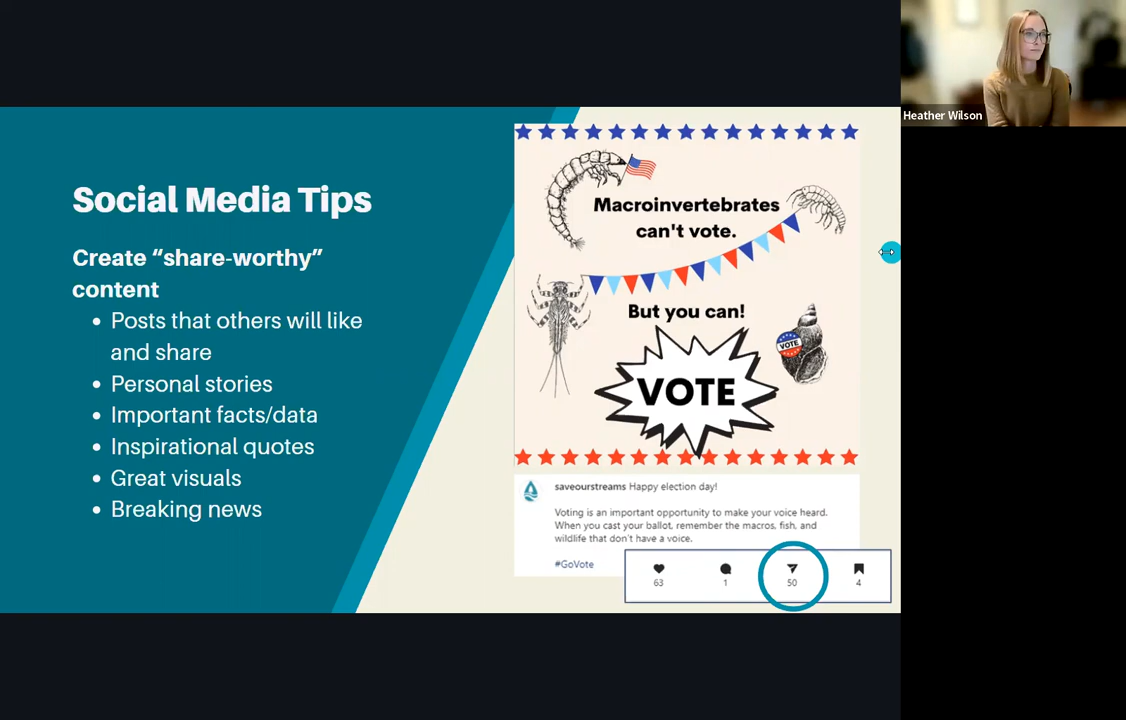 Heather Wilson
Social Media Tips
Create “share-worthy”
content
• Posts that others will like
and share
• Personal stories
• Important facts/data
• Inspirational quotes
• Great visuals
• Breaking news
Macroinvertebrates
can't vote.
But you can!
VOTE
VOTE
saveourstreams Happy election day!
Voting is an important opportunity to make your voice heard.
When you cast your ballot, remember the macros, fish, and
wildlife that don't have a voice.
#GoVote
63 1 50 4